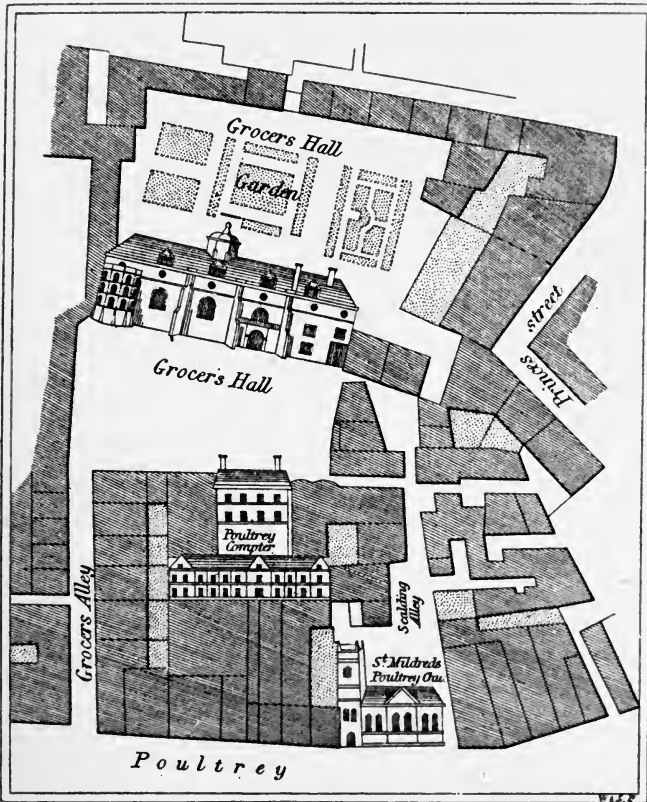 Grocers Hall
Garden
Princes street
Grocer's Hall
Poultrey
Compter
Grocers Alley
Scalding
Alley
St. Mildreds
Poultrey Chu.
Poultrey